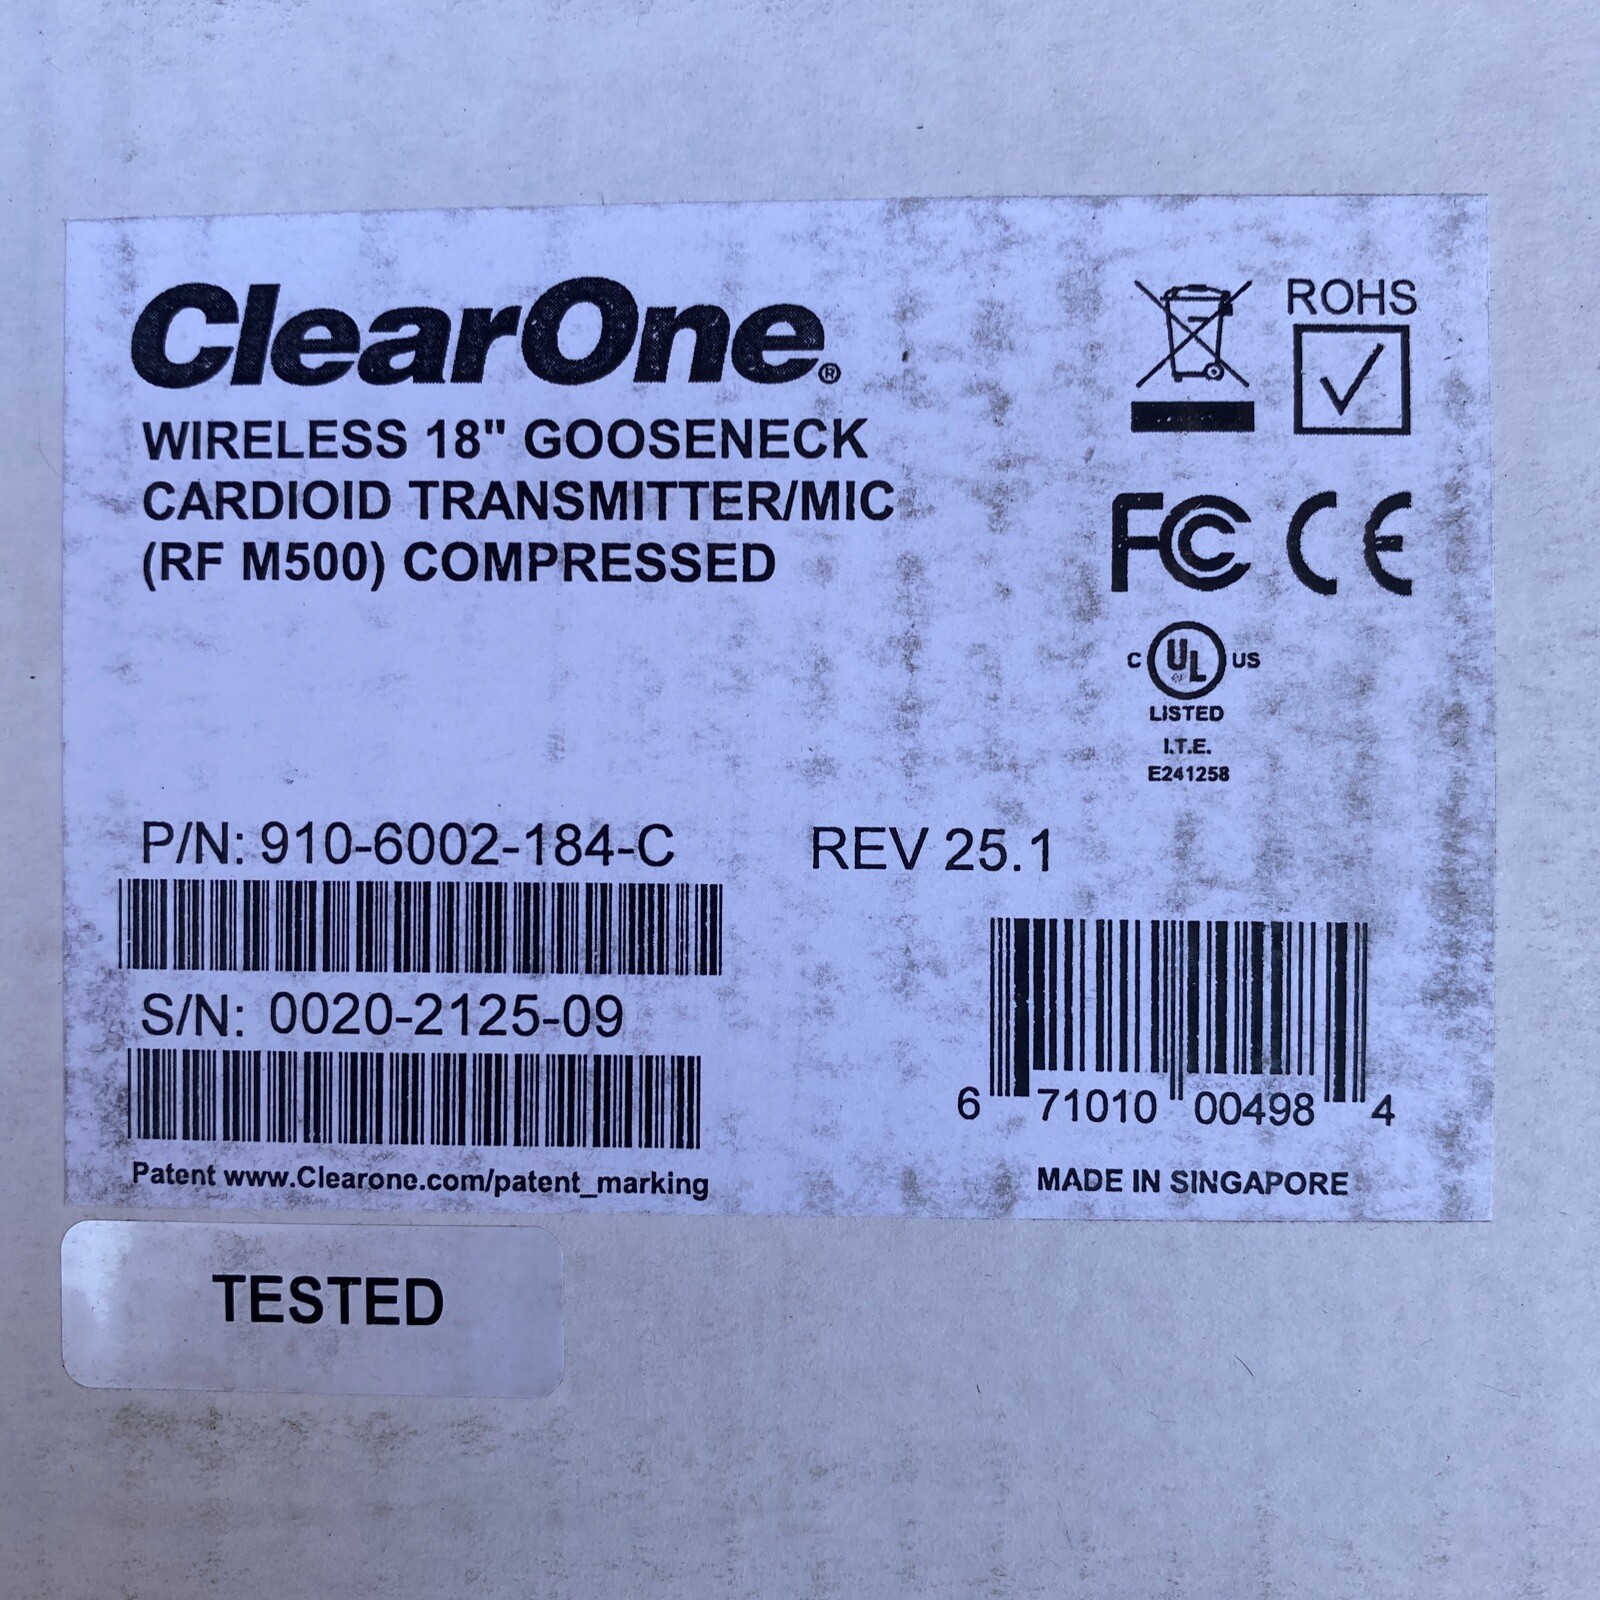 ClearOne®
WIRELESS 18" GOOSENECK
CARDIOID TRANSMITTER/MIC
(RF M500) COMPRESSED
ROHS
FC CE
C UL US
LISTED
I.T.E.
E241258
P/N: 910-6002-184-C
REV 25.1
S/N: 0020-2125-09
6 71010 00498 4
Patent www.Clearone.com/patent_marking
MADE IN SINGAPORE
TESTED